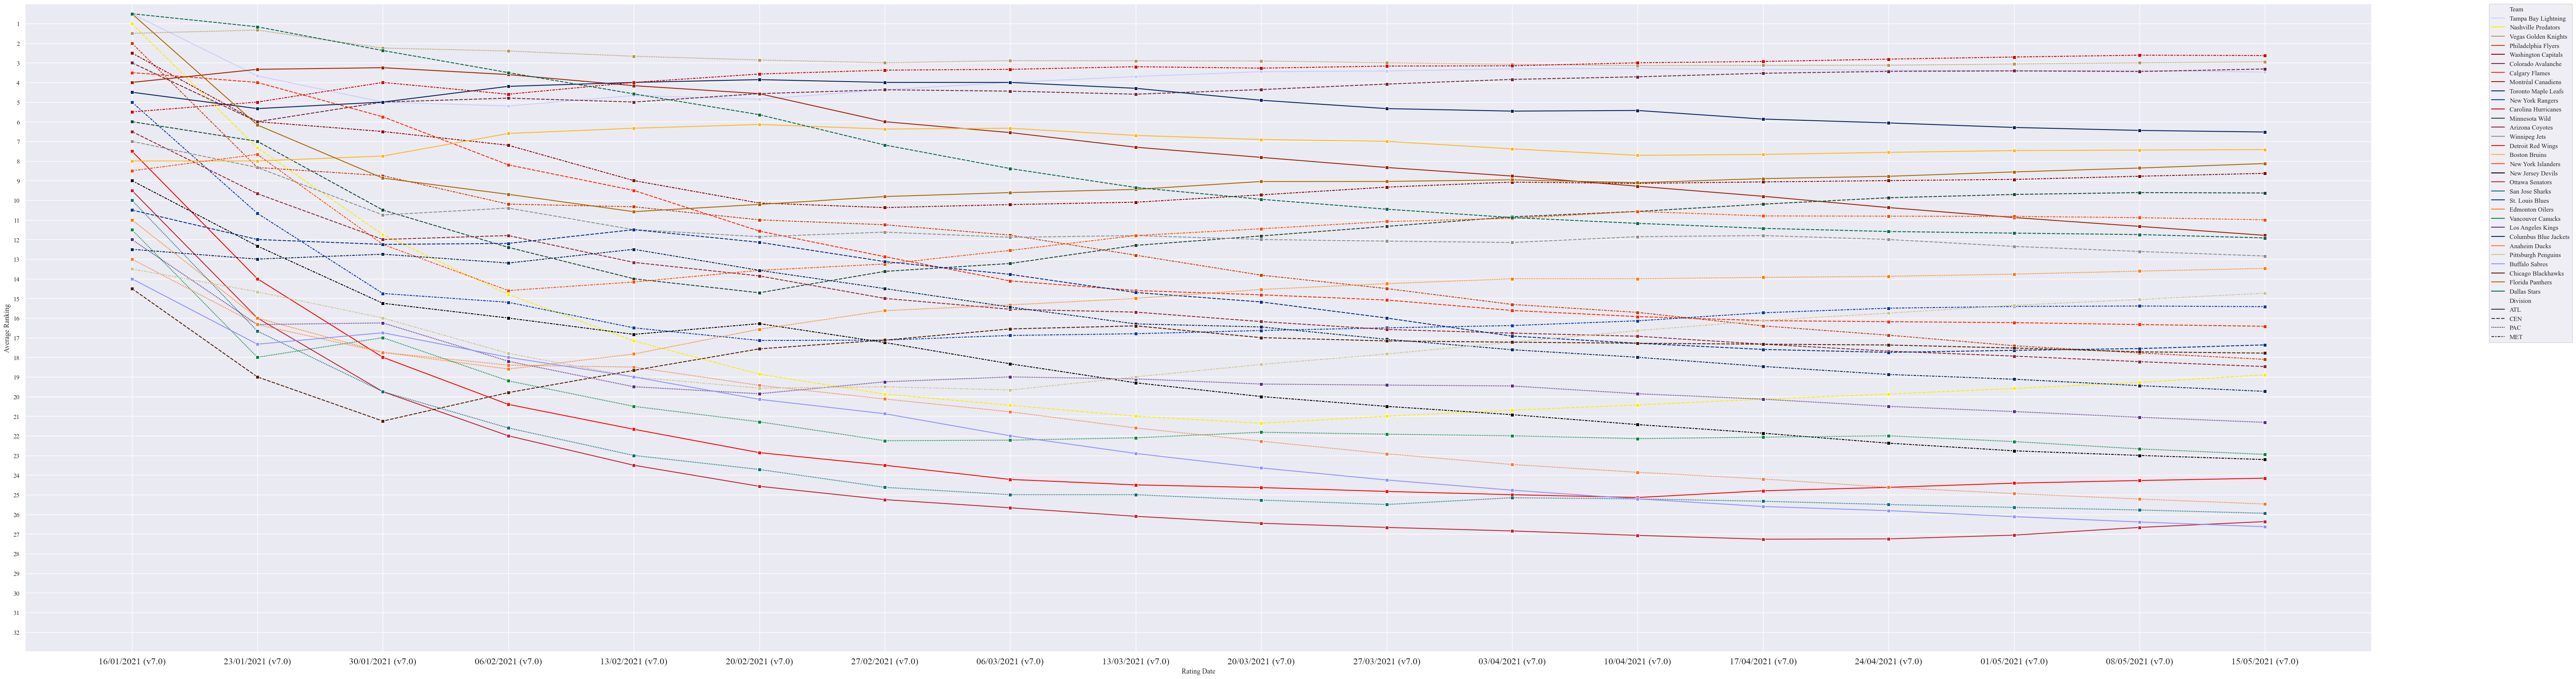 Average Ranking
1
2
3
4
5
6
7
8
9
10
11
12
13
14
15
16
17
18
19
20
21
22
23
24
25
26
27
28
29
30
31
32
16/01/2021 (v7.0)
23/01/2021 (v7.0)
30/01/2021 (v7.0)
06/02/2021 (v7.0)
13/02/2021 (v7.0)
20/02/2021 (v7.0)
27/02/2021 (v7.0)
06/03/2021 (v7.0)
13/03/2021 (v7.0)
20/03/2021 (v7.0)
27/03/2021 (v7.0)
03/04/2021 (v7.0)
10/04/2021 (v7.0)
17/04/2021 (v7.0)
24/04/2021 (v7.0)
01/05/2021 (v7.0)
08/05/2021 (v7.0)
15/05/2021 (v7.0)
Rating Date
Team
Tampa Bay Lightning
Nashville Predators
Vegas Golden Knights
Philadelphia Flyers
Washington Capitals
Colorado Avalanche
Calgary Flames
Montréal Canadiens
Toronto Maple Leafs
New York Rangers
Carolina Hurricanes
Minnesota Wild
Arizona Coyotes
Winnipeg Jets
Detroit Red Wings
Boston Bruins
New York Islanders
New Jersey Devils
Ottawa Senators
San Jose Sharks
St. Louis Blues
Edmonton Oilers
Vancouver Canucks
Los Angeles Kings
Columbus Blue Jackets
Anaheim Ducks
Pittsburgh Penguins
Buffalo Sabres
Chicago Blackhawks
Florida Panthers
Dallas Stars
Division
ATL
CEN
PAC
MET